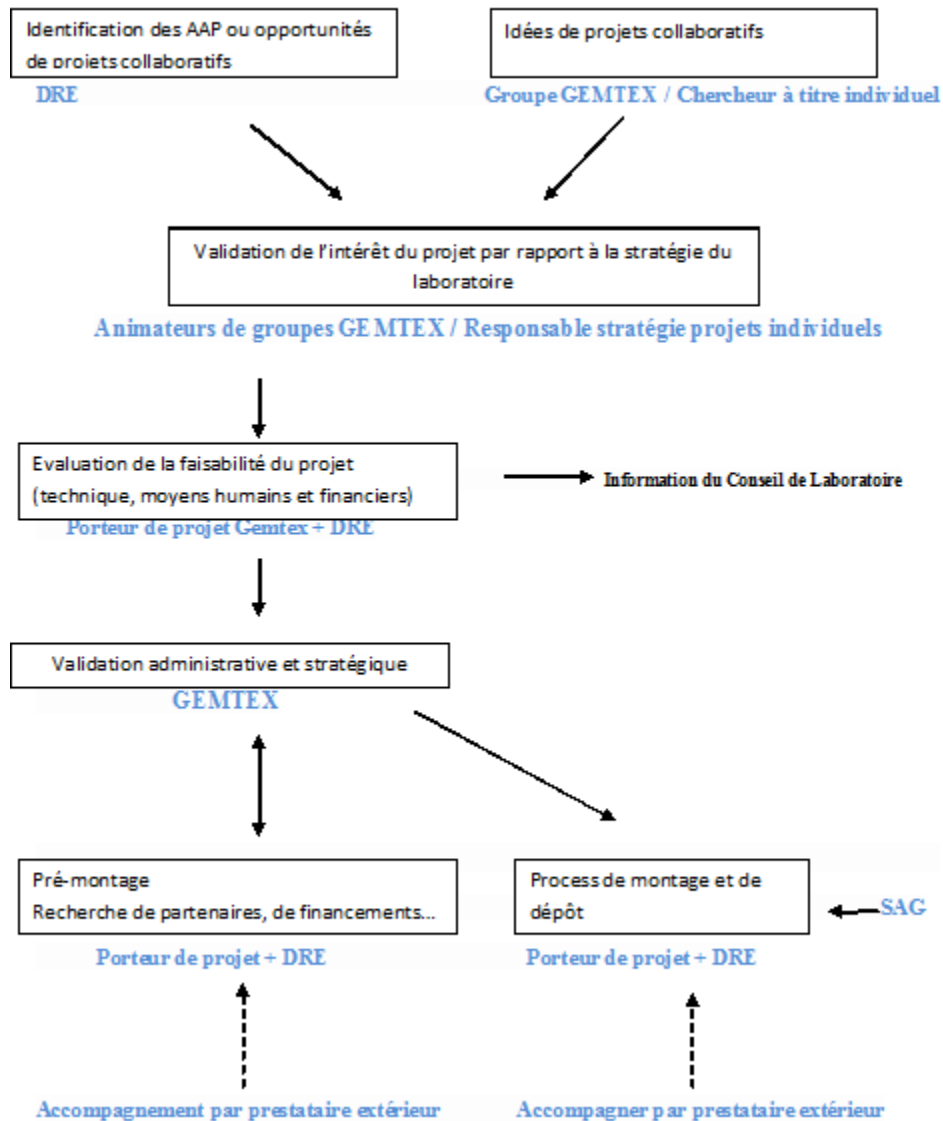 Identification des AAP ou opportunités
de projets collaboratifs
DRE
Idées de projets collaboratifs
Groupe GEMTEX / Chercheur à titre individuel
Validation de l'intérêt du projet par rapport à la stratégie du
laboratoire
Animateurs de groupes GEMTEX / Responsable stratégie projets individuels
Evaluation de la faisabilité du projet
(technique, moyens humains et financiers)
Porteur de projet Gemtex + DRE
Information du Conseil de Laboratoire
Validation administrative et stratégique
GEMTEX
Pré-montage
Recherche de partenaires, de financements...
Porteur de projet + DRE
Process de montage et de
dépôt
Porteur de projet + DRE
SAG
Accompagnement par prestataire extérieur
Accompagner par prestataire extérieur